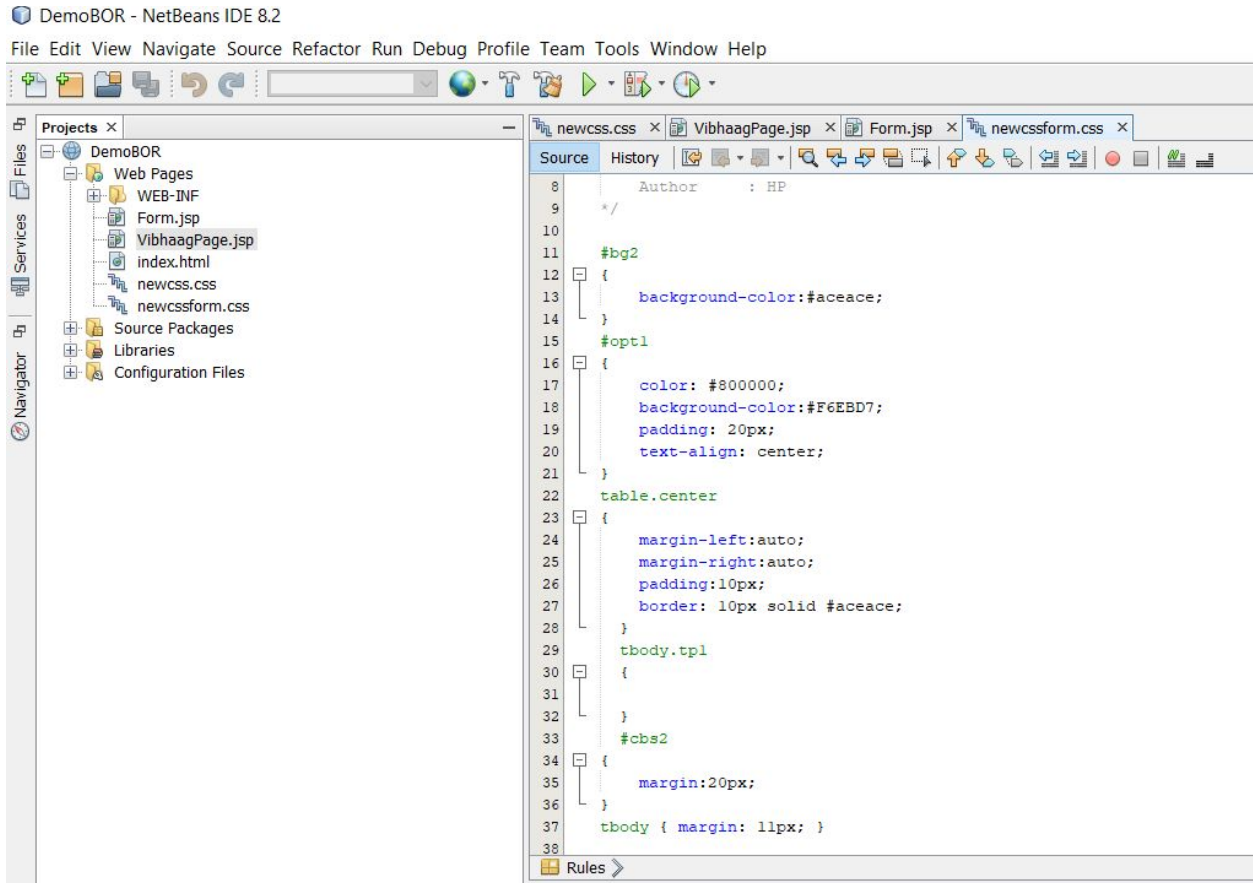 DemoBOR - NetBeans IDE 8.2
File Edit View Navigate Source Refactor Run Debug Profile Team Tools Window Help
Files
Services
Navigator
Projects
DemoBOR
Web Pages
WEB-INF
Form.jsp
VibhaagPage.jsp
index.html
newcss.css
newcssform.css
Source Packages
Libraries
Configuration Files
newcss.css VibhaagPage.jsp Form.jsp newcssform.css
Source History
8 Author : HP
9 */
10
11 #bg2
12 {
13 background-color:#aceace;
14 }
15 #opt1
16 {
17 color: #800000;
18 background-color:#F6EBD7;
19 padding: 20px;
20 text-align: center;
21 }
22 table.center
23 {
24 margin-left:auto;
25 margin-right:auto;
26 padding:10px;
27 border: 10px solid #aceace;
28 }
29 tbody.tp1
30 {
31
32 }
33 #cbs2
34 {
35 margin:20px;
36 }
37 tbody { margin: 11px; }
38
Rules